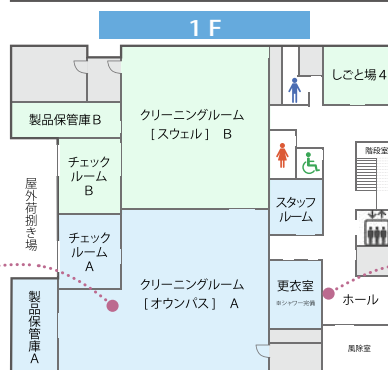 1F
しごと場4
クリーニングルーム
[スウェル] B
製品保管庫B
階段室
チェック
ルーム
B
屋外荷捌き場
スタッフ
ルーム
チェック
ルーム
A
クリーニングルーム
[オウンパス] A
更衣室
※シャワー完備
ホール
製品保管庫A
風除室